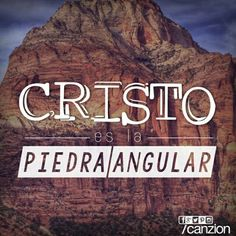 CRISTO
es la
PIEDRA/ANGULAR
/canzion